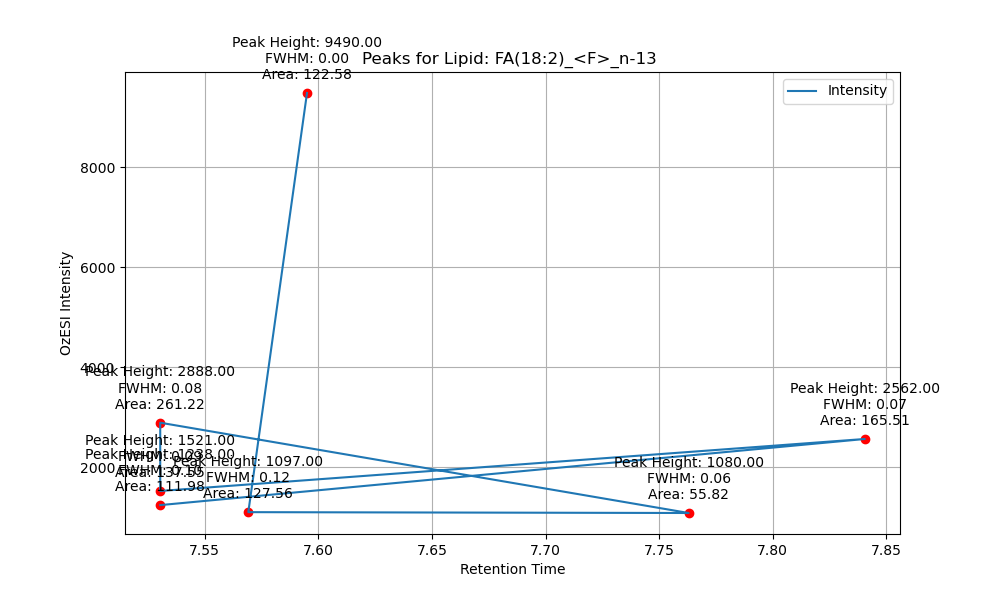 Peak Height: 9490.00
FWHM: 0.00
Area: 122.58
Peaks for Lipid: FA(18:2)_<F>_n-13
Intensity
OzESI Intensity
8000
6000
4000
2000
Peak Height: 2888.00
FWHM: 0.08
Area: 261.22
Peak Height: 2562.00
FWHM: 0.07
Area: 165.51
Peak Height: 1521.00
Peak Height: 1238.00
Area: 111.98
Peak Height: 1097.00
FWHM: 0.12
Area: 127.56
Peak Height: 1080.00
FWHM: 0.06
Area: 55.82
7.55
7.60
7.65
7.70
7.75
7.80
7.85
Retention Time